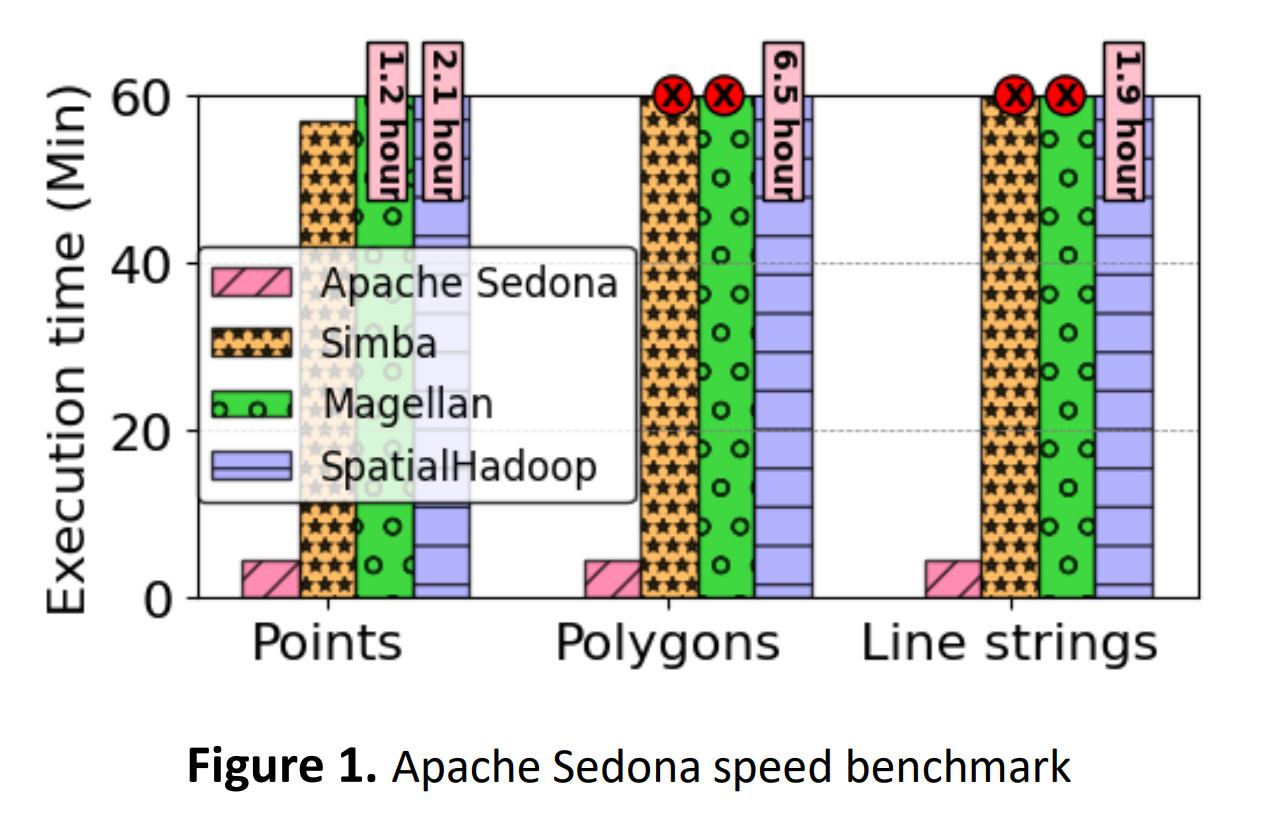 Execution time (Min)
60
40
20
0
1.2 hour
2.1 hour
X
X
6.5 hour
X
X
1.9 hour
Apache Sedona
Simba
Magellan
SpatialHadoop
Points
Polygons
Line strings
Figure 1. Apache Sedona speed benchmark